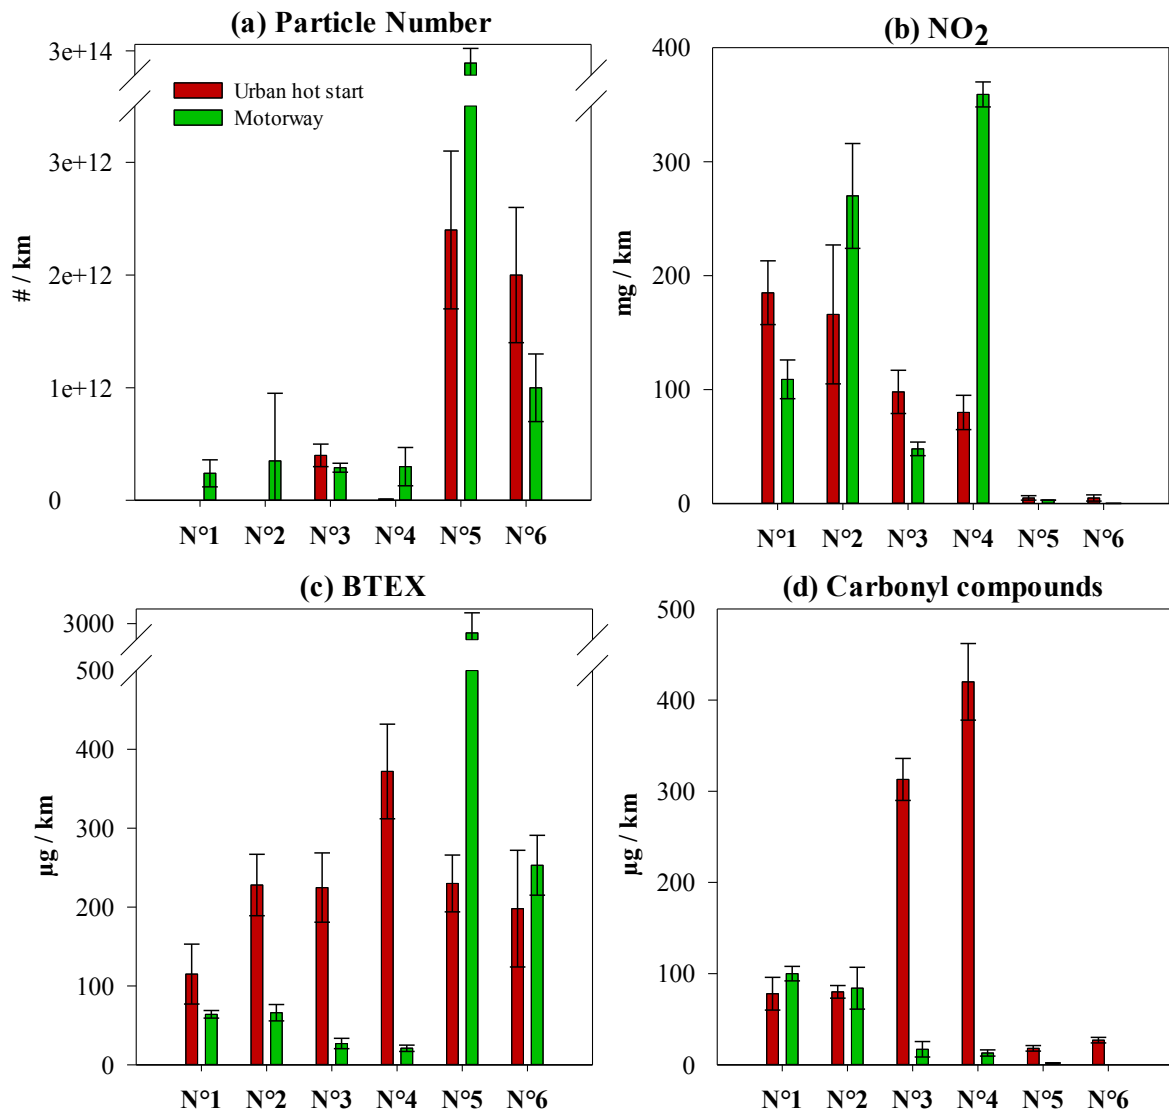 (a) Particle Number
3e+14
Urban hot start
Motorway
3e+12
2e+12
1e+12
0
# / km
N°1 N°2 N°3 N°4 N°5 N°6
(b) NO2
400
300
200
100
0
mg / km
N°1 N°2 N°3 N°4 N°5 N°6
(c) BTEX
3000
500
400
300
200
100
0
µg / km
N°1 N°2 N°3 N°4 N°5 N°6
(d) Carbonyl compounds
500
400
300
200
100
0
µg / km
N°1 N°2 N°3 N°4 N°5 N°6